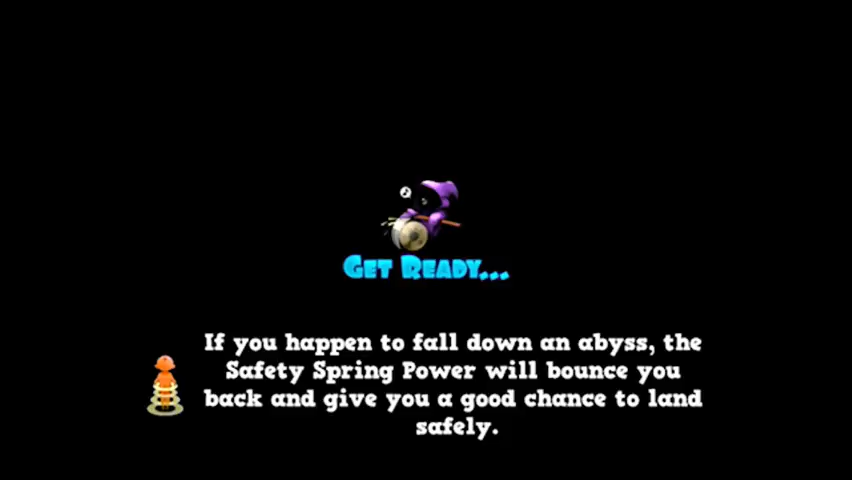 Get Ready...
If you happen to fall down an abyss, the
Safety Spring Power will bounce you
back and give you a good chance to land
safely.